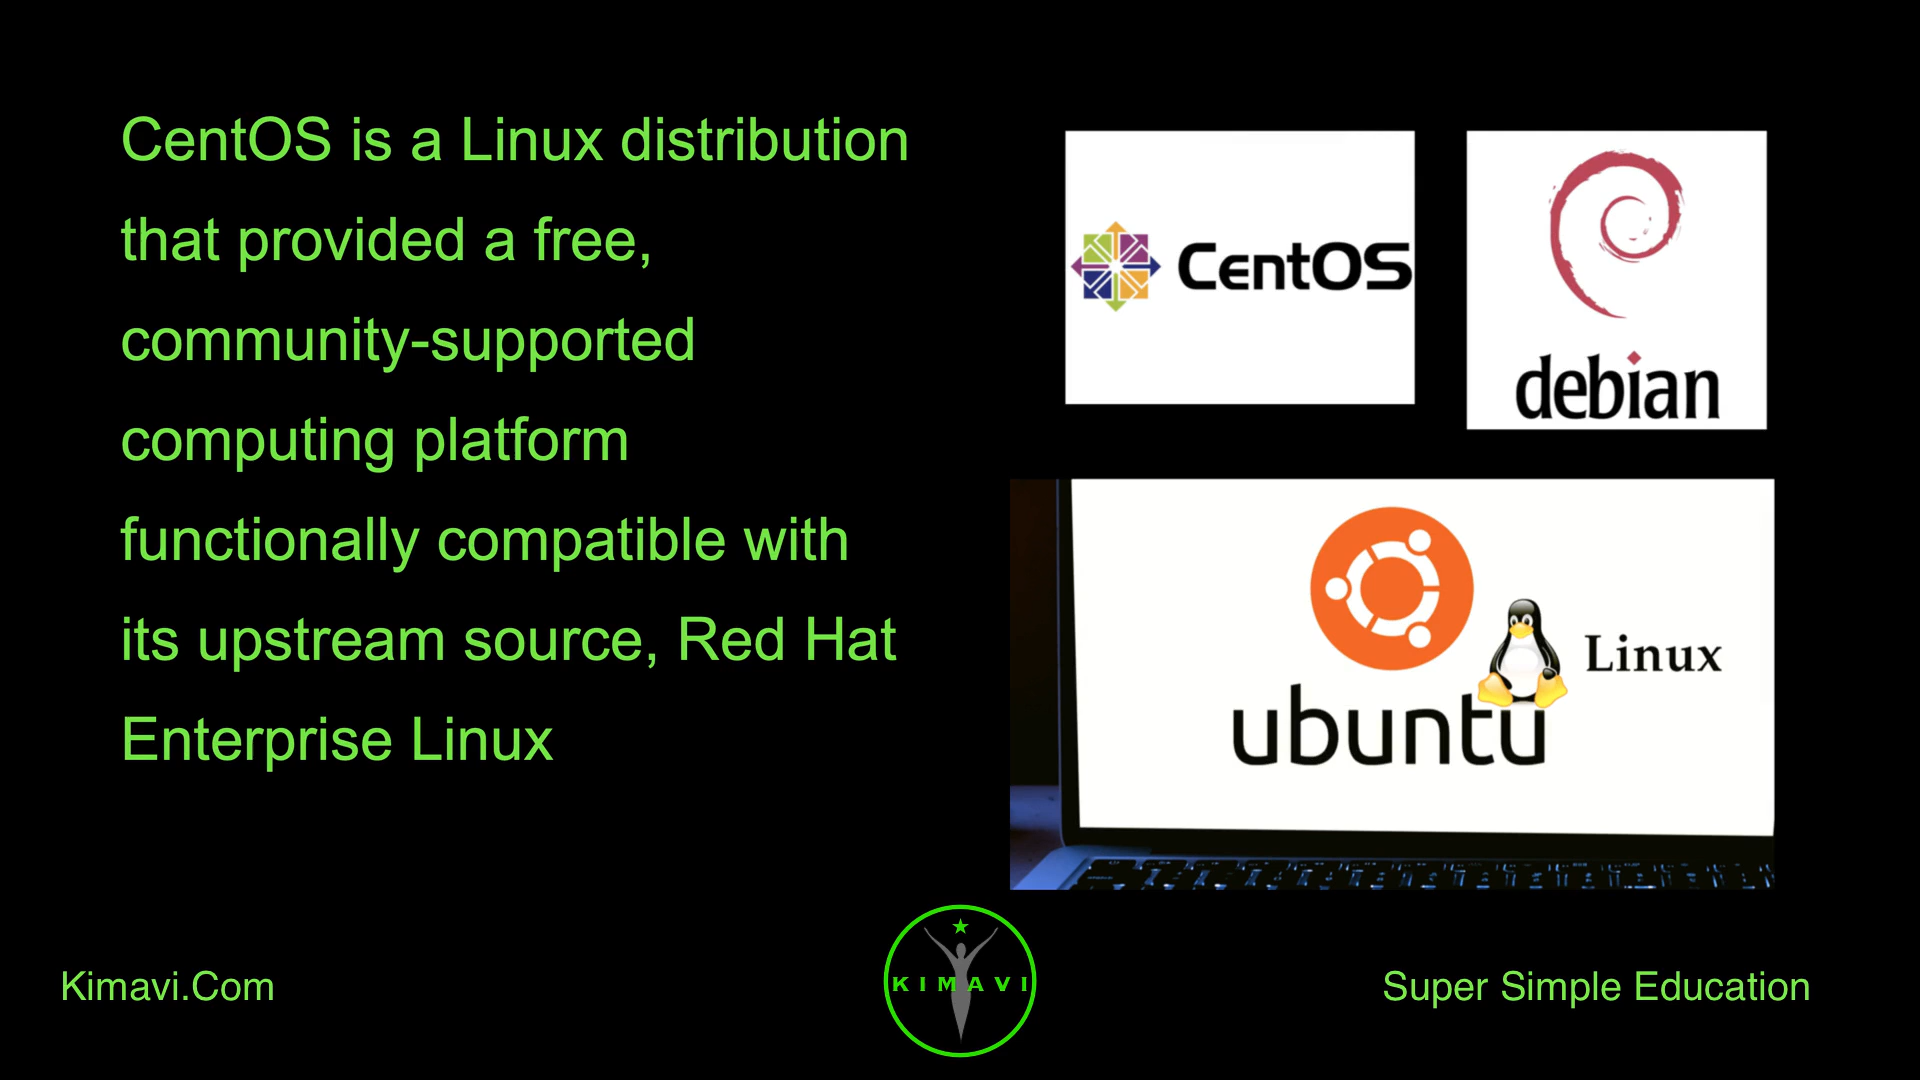 CentOS is a Linux distribution
that provided a free,
community-supported
computing platform
functionally compatible with
its upstream source, Red Hat
Enterprise Linux
CentOS
debian
ubuntu
Linux
Kimavi.Com
KIMAVI
Super Simple Education